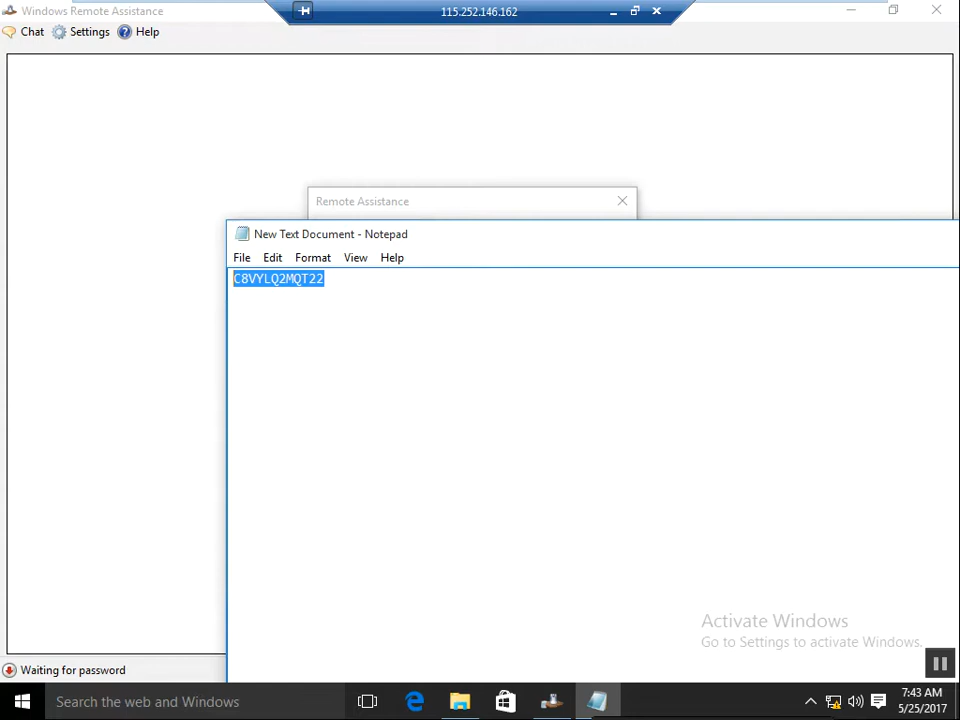 Windows Remote Assistance
115.252.146.162
Chat Settings Help
Remote Assistance
New Text Document - Notepad
File Edit Format View Help
C8VYLQ2MQT22
Activate Windows
Go to Settings to activate Windows.
Waiting for password
Search the web and Windows
7:43 AM
5/25/2017